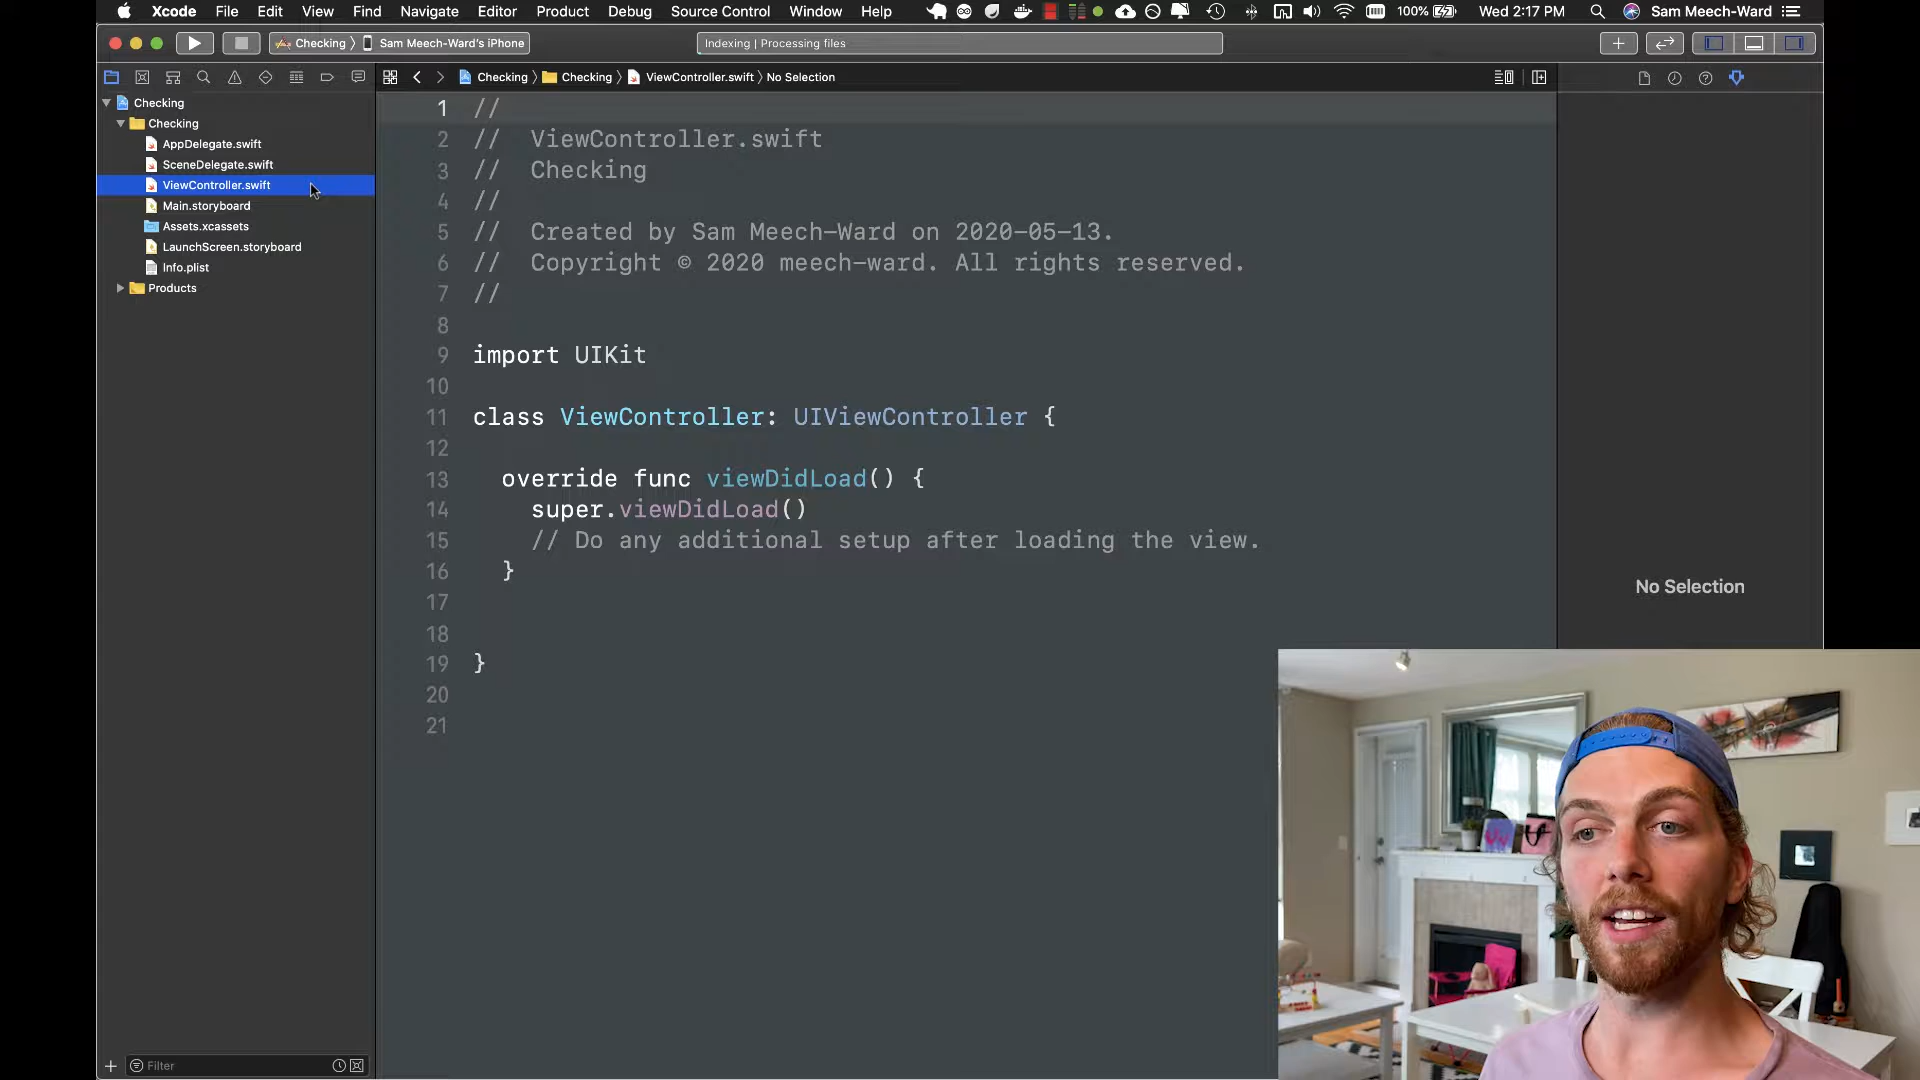 Xcode File Edit View Find Navigate Editor Product Debug Source Control Window Help 100% Wed 2:17 PM Sam Meech-Ward
Checking Sam Meech-Ward's iPhone
Indexing | Processing files
Checking Checking ViewController.swift No Selection
Checking
Checking
AppDelegate.swift
SceneDelegate.swift
ViewController.swift
Main.storyboard
Assets.xcassets
LaunchScreen.storyboard
Info.plist
Products
1 //
2 // ViewController.swift
3 // Checking
4 //
5 // Created by Sam Meech-Ward on 2020-05-13.
6 // Copyright © 2020 meech-ward. All rights reserved.
7 //
8
9 import UIKit
10
11 class ViewController: UIViewController {
12
13 override func viewDidLoad() {
14 super.viewDidLoad()
15 // Do any additional setup after loading the view.
16 }
17
18
19 }
20
21
No Selection
Filter